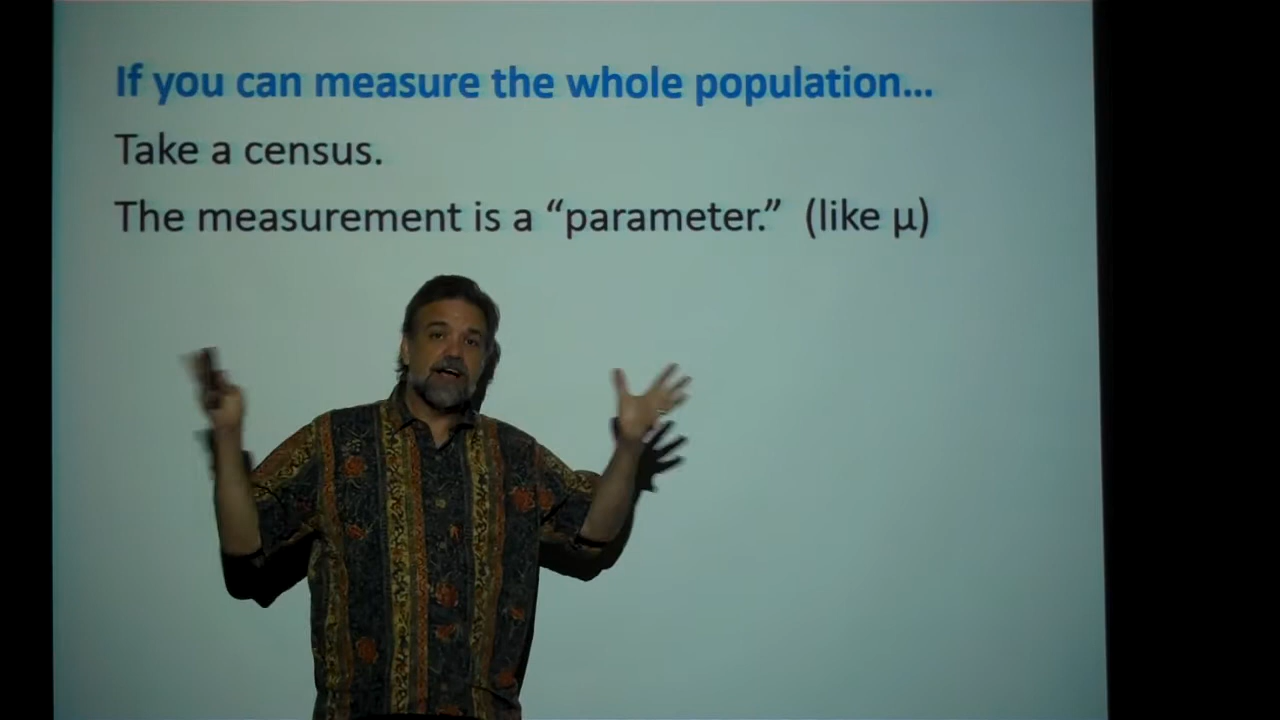 If you can measure the whole population...
Take a census.
The measurement is a “parameter.” (like μ)